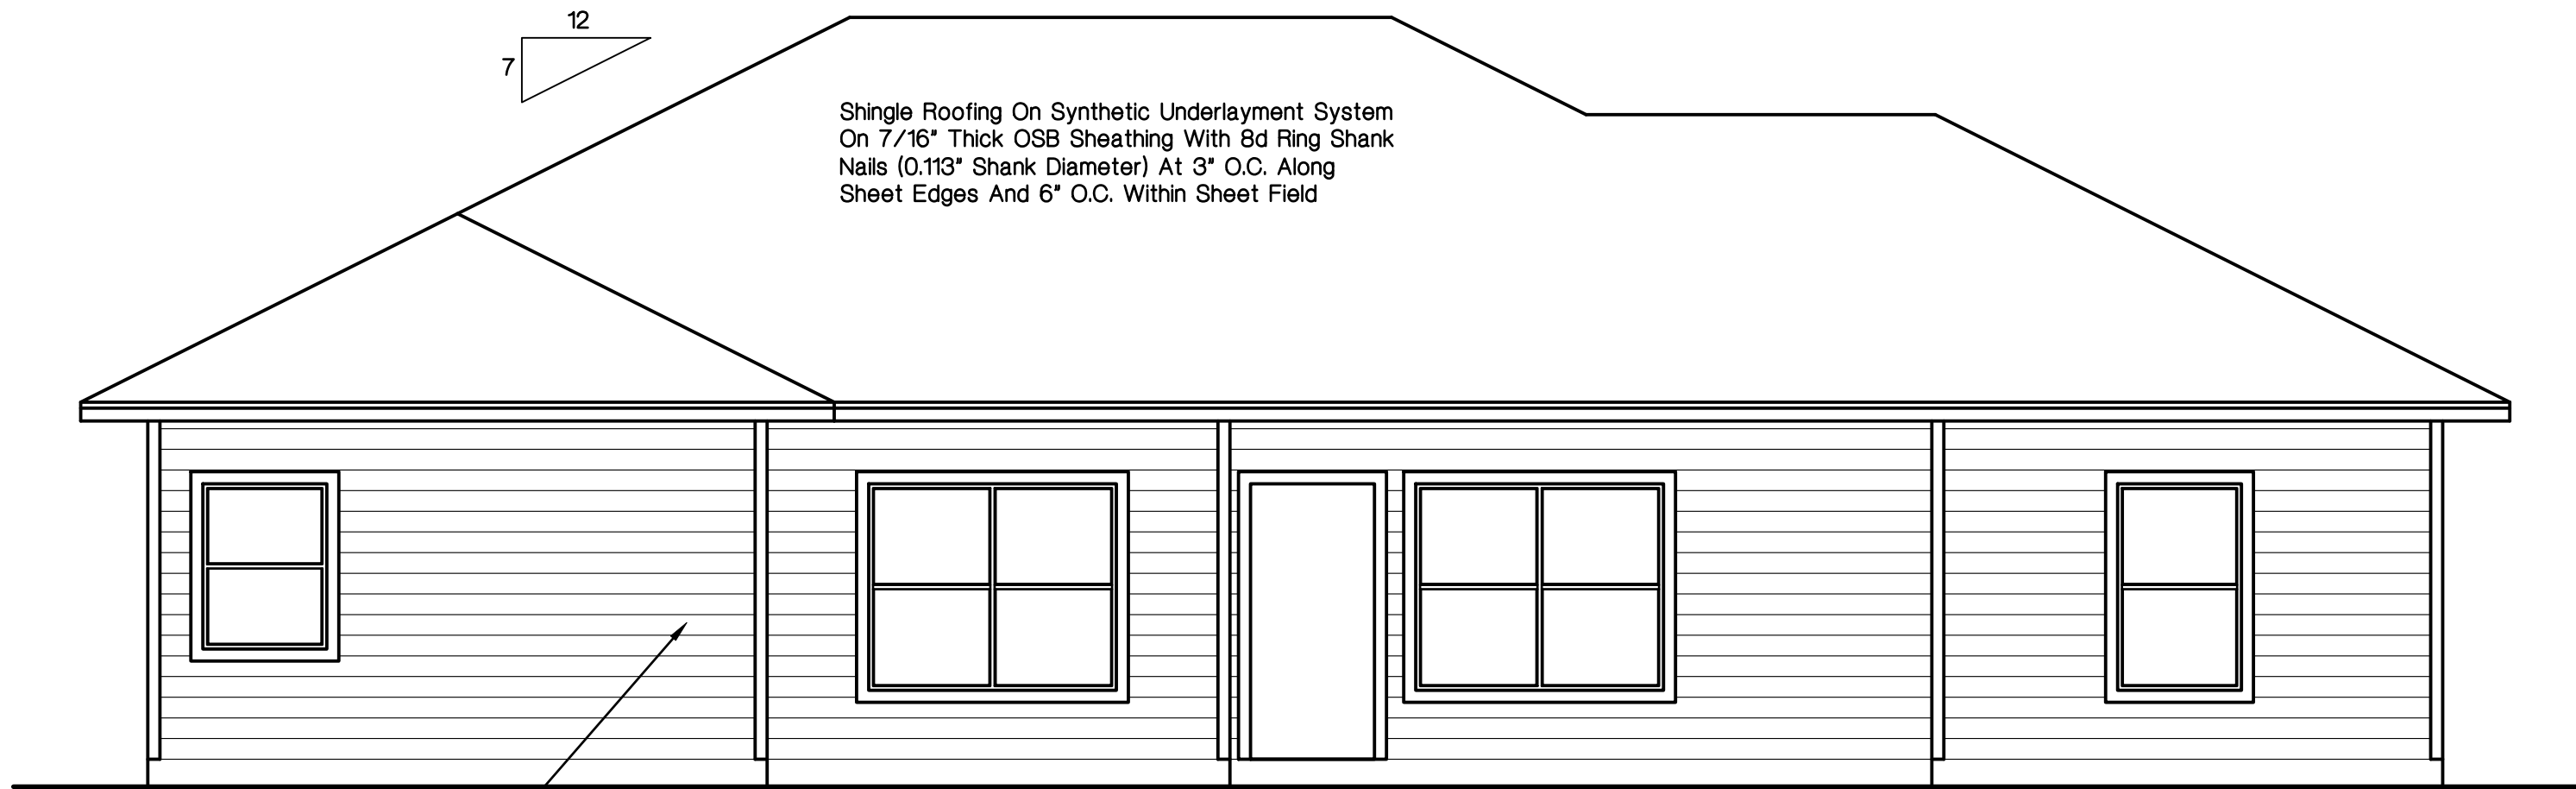 12
7
Shingle Roofing On Synthetic Underlayment System
On 7/16" Thick OSB Sheathing With 8d Ring Shank
Nails (0.113" Shank Diameter) At 3" O.C. Along
Sheet Edges And 6" O.C. Within Sheet Field